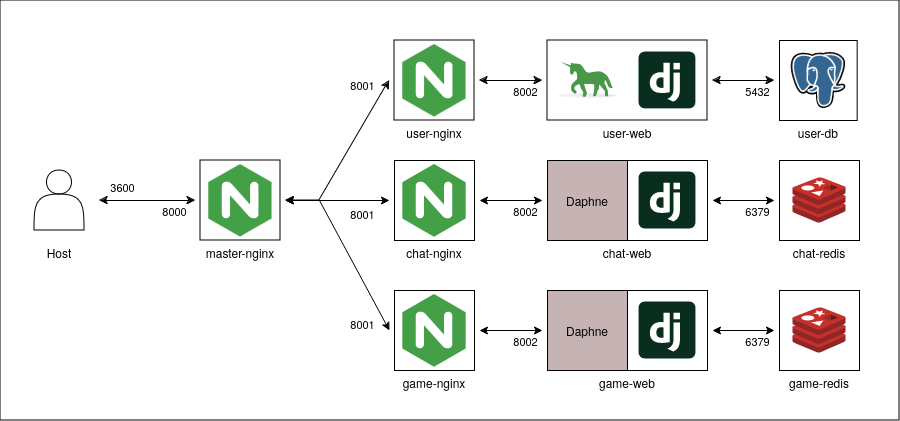 8001
8002
5432
user-nginx
user-web
user-db
3600
8000
8001
8002
6379
Daphne
Host
master-nginx
chat-nginx
chat-web
chat-redis
8001
8002
6379
Daphne
game-nginx
game-web
game-redis
N
N
N
N
dj
dj
dj